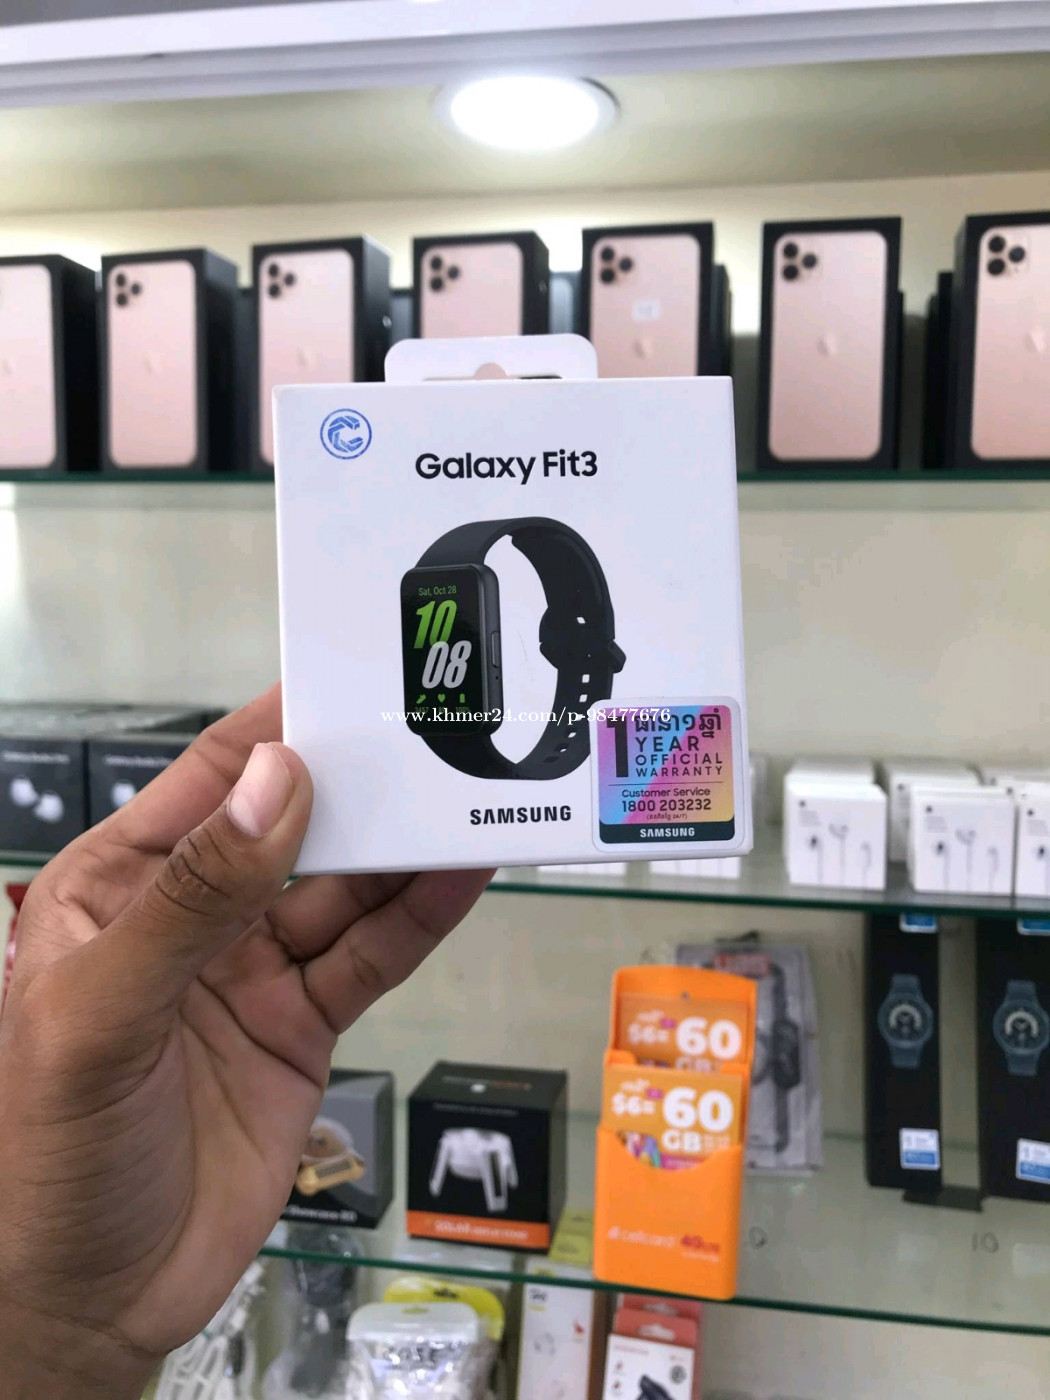 Galaxy Fit3
Sat, Oct 28
10
08
www.khmer24.com/p-98477676
1
ធានា១ឆ្នាំ
YEAR
OFFICIAL
WARRANTY
Customer Service
1800 203232
SAMSUNG
SAMSUNG
$6= 60
GB
$6= 60
GB
cellcard
10